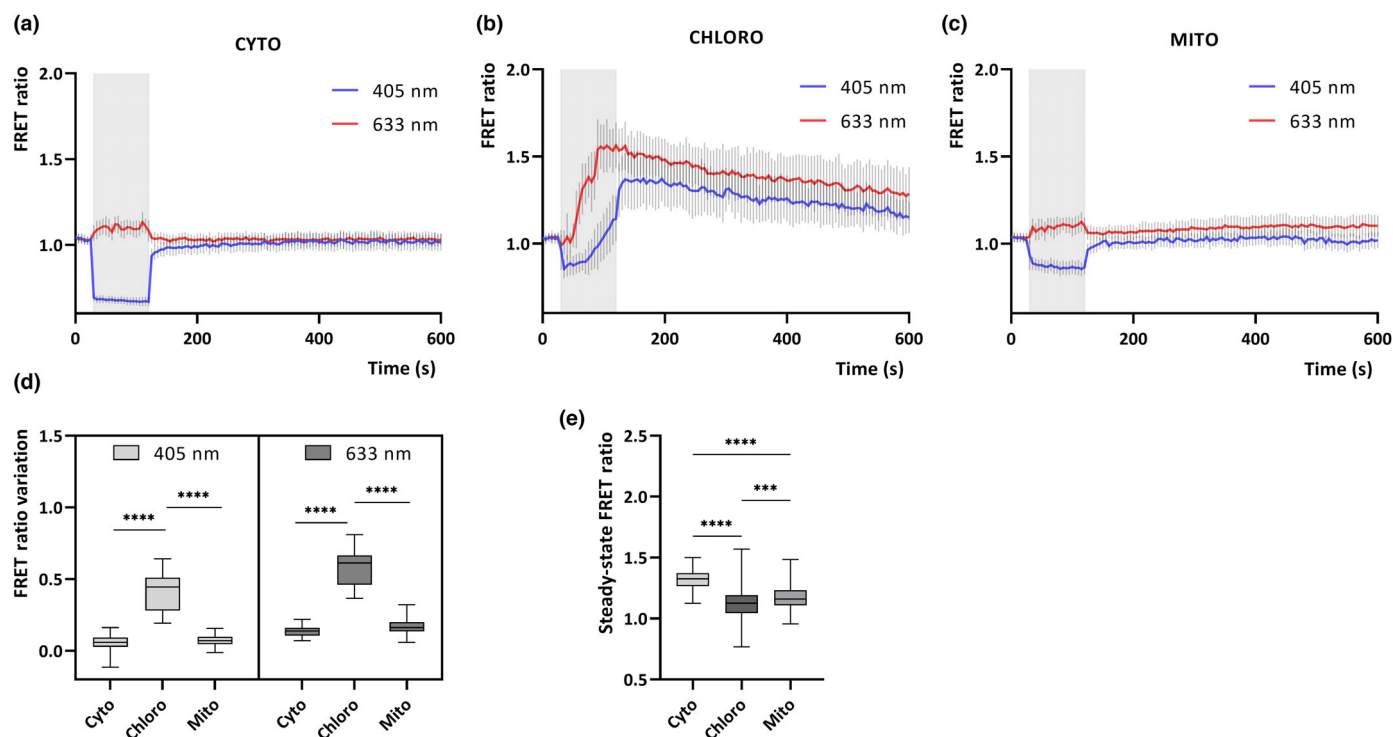 (a)
CYTO
FRET ratio
2.0
1.5
1.0
405 nm
633 nm
0
200
400
600
Time (s)
(b)
CHLORO
FRET ratio
2.0
1.5
1.0
405 nm
633 nm
0
200
400
600
Time (s)
(c)
MITO
FRET ratio
2.0
1.5
1.0
405 nm
633 nm
0
200
400
600
Time (s)
(d)
FRET ratio variation
1.5
1.0
0.5
0.0
405 nm
633 nm
****
****
****
****
Cyto
Chloro
Mito
Cyto
Chloro
Mito
(e)
Steady-state FRET ratio
2.5
2.0
1.5
1.0
0.5
****
***
****
Cyto
Chloro
Mito